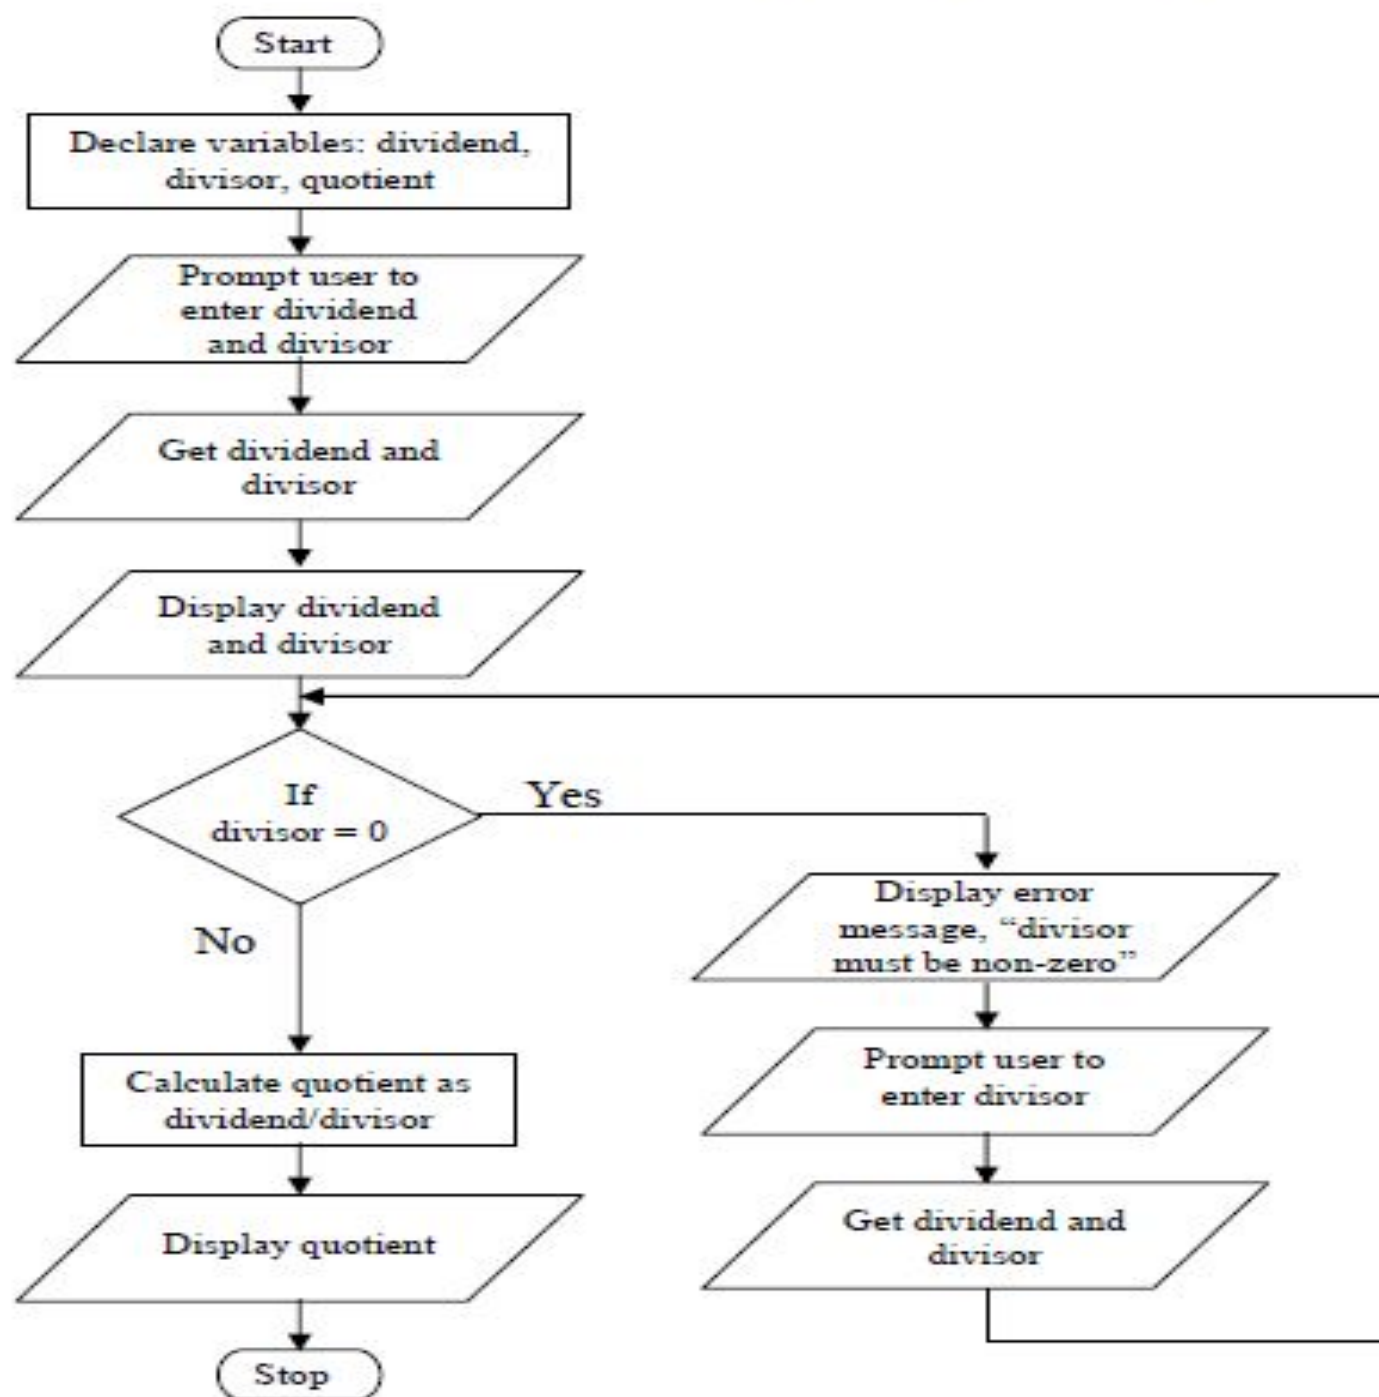 Start
Declare variables: dividend,
divisor, quotient
Prompt user to
enter dividend
and divisor
Get dividend and
divisor
Display dividend
and divisor
If
divisor = 0
Yes
No
Display error
message, “divisor
must be non-zero”
Prompt user to
enter divisor
Get dividend and
divisor
Calculate quotient as
dividend/divisor
Display quotient
Stop